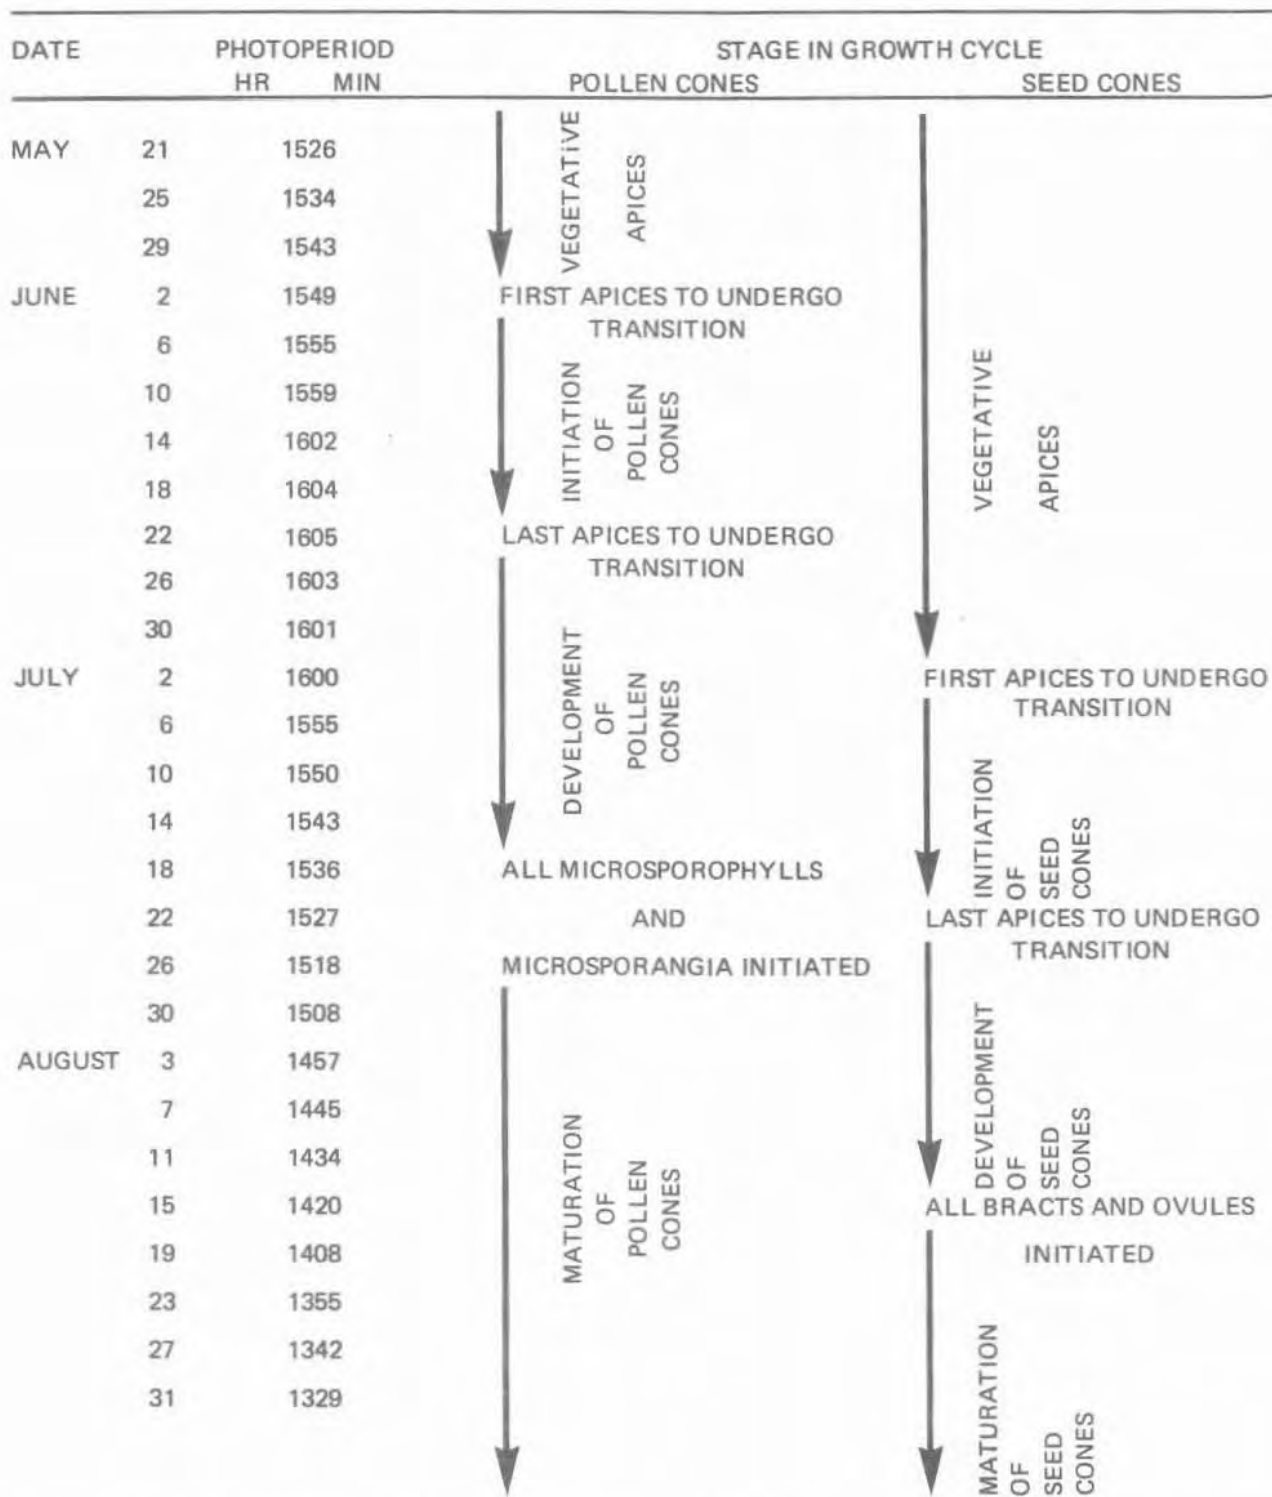 DATE PHOTOPERIOD STAGE IN GROWTH CYCLE
HR MIN POLLEN CONES SEED CONES
MAY 21 1526
25 1534
29 1543
VEGETATiVE
APICES
JUNE 2 1549 FIRST APICES TO UNDERGO
TRANSITION
6 1555
10 1559
14 1602
18 1604
INITIATION
OF
POLLEN
CONES
VEGETATIVE
APICES
22 1605 LAST APICES TO UNDERGO
TRANSITION
26 1603
30 1601
JULY 2 1600 FIRST APICES TO UNDERGO
TRANSITION
6 1555
10 1550
14 1543
DEVELOPMENT
OF
POLLEN
CONES
INITIATION
OF
SEED
CONES
18 1536 ALL MICROSPOROPHYLLS
22 1527 AND LAST APICES TO UNDERGO
TRANSITION
26 1518 MICROSPORANGIA INITIATED
30 1508
AUGUST 3 1457
7 1445
11 1434
DEVELOPMENT
OF
SEED
CONES
15 1420 ALL BRACTS AND OVULES
19 1408 INITIATED
MATURATION
OF
POLLEN
CONES
23 1355
27 1342
31 1329
MATURATION
OF
SEED
CONES